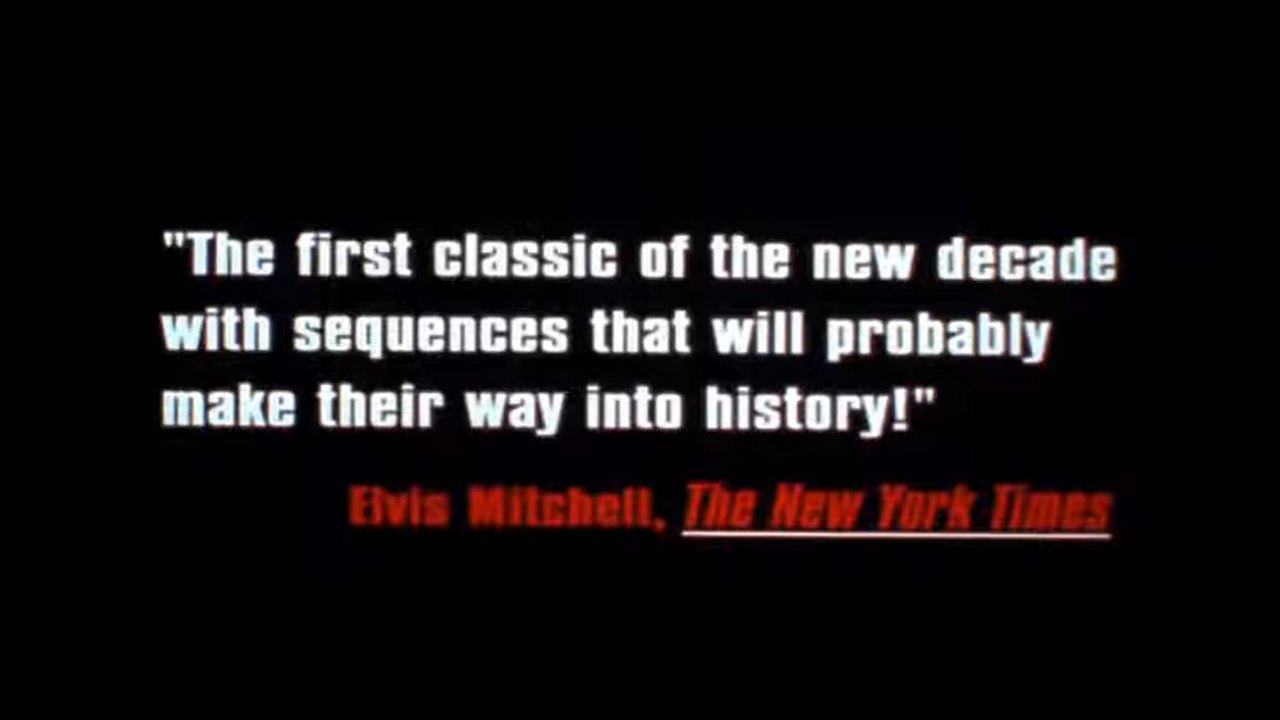 "The first classic of the new decade
with sequences that will probably
make their way into history!"
Elvis Mitchell, The New York Times